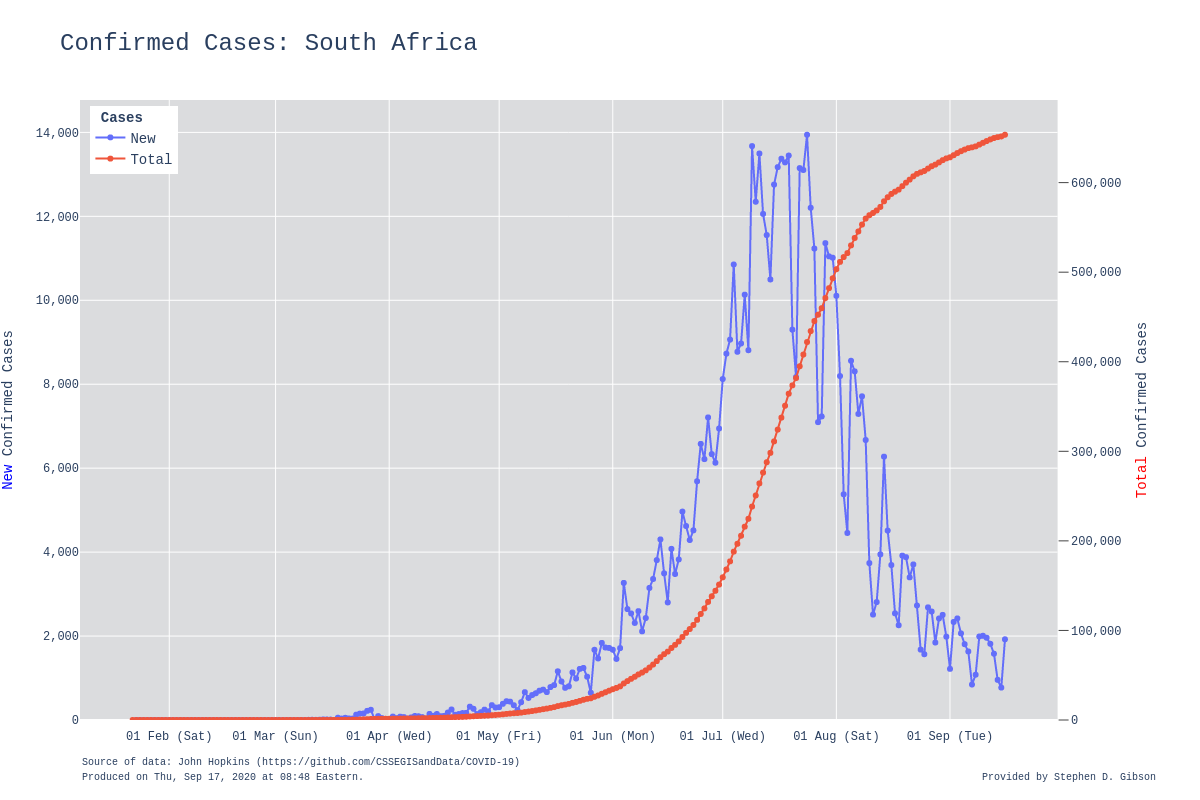 Confirmed Cases: South Africa
Cases
New
Total
14,000
12,000
10,000
8,000
6,000
4,000
2,000
0
New Confirmed Cases
600,000
500,000
400,000
300,000
200,000
100,000
0
Total Confirmed Cases
01 Feb (Sat) 01 Mar (Sun) 01 Apr (Wed) 01 May (Fri) 01 Jun (Mon) 01 Jul (Wed) 01 Aug (Sat) 01 Sep (Tue)
Source of data: John Hopkins (https://github.com/CSSEGISandData/COVID-19)
Produced on Thu, Sep 17, 2020 at 08:48 Eastern.
Provided by Stephen D. Gibson